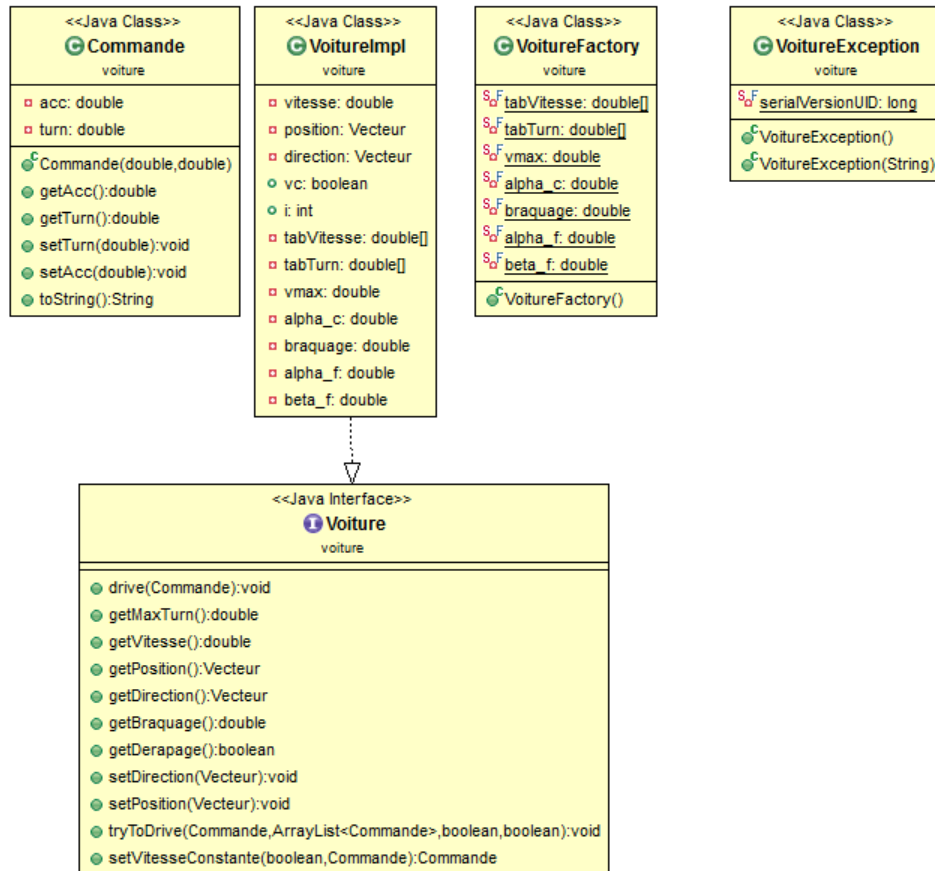 <<Java Class>>
Commande
voiture
acc: double
turn: double
Commande(double,double)
getAcc():double
getTurn():double
setTurn(double):void
setAcc(double):void
toString():String
<<Java Class>>
VoitureImpl
voiture
vitesse: double
position: Vecteur
direction: Vecteur
vc: boolean
i: int
tabVitesse: double[]
tabTurn: double[]
vmax: double
alpha_c: double
braquage: double
alpha_f: double
beta_f: double
<<Java Class>>
VoitureFactory
voiture
tabVitesse: double[]
tabTurn: double[]
vmax: double
alpha_c: double
braquage: double
alpha_f: double
beta_f: double
VoitureFactory()
<<Java Class>>
VoitureException
voiture
serialVersionUID: long
VoitureException()
VoitureException(String)
<<Java Interface>>
Voiture
voiture
drive(Commande):void
getMaxTurn():double
getVitesse():double
getPosition():Vecteur
getDirection():Vecteur
getBraquage():double
getDerapage():boolean
setDirection(Vecteur):void
setPosition(Vecteur):void
tryToDrive(Commande,ArrayList<Commande>,boolean,boolean):void
setVitesseConstante(boolean,Commande):Commande